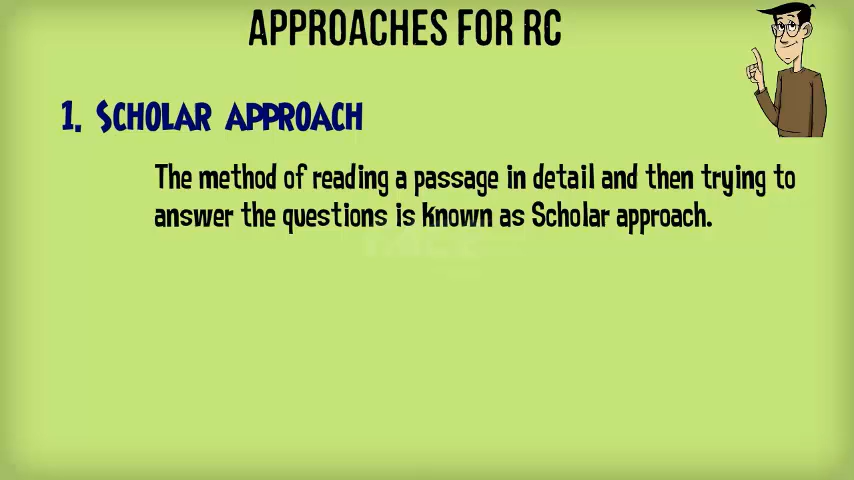 APPROACHES FOR RC
1. SCHOLAR APPROACH
The method of reading a passage in detail and then trying to
answer the questions is known as Scholar approach.